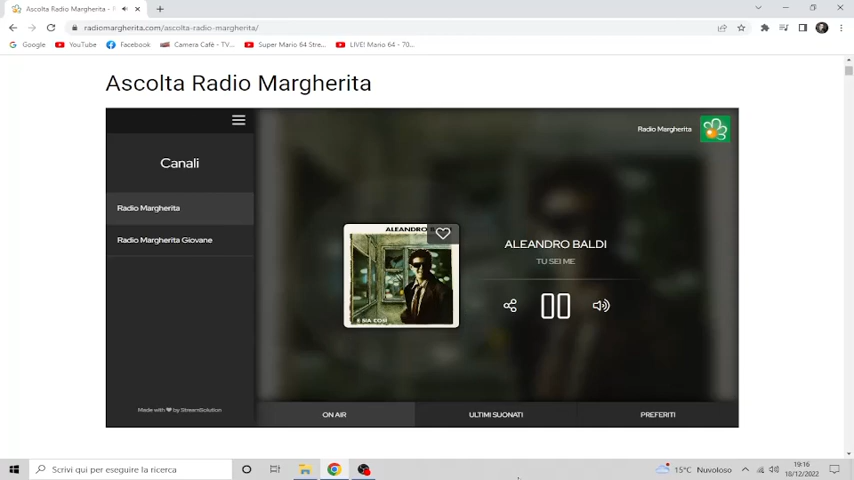 Ascolta Radio Margherita -
radiomargherita.com/ascolta-radio-margherita/
Google
YouTube
Facebook
Camera Café - TV...
Super Mario 64 Stre...
LIVE! Mario 64 - 70...
Ascolta Radio Margherita
Radio Margherita
Canali
Radio Margherita
Radio Margherita Giovane
ALEANDRO B
E SIA COSI
ALEANDRO BALDI
TU SEI ME
Made with ❤ by StreamSolution
ON AIR
ULTIMI SUONATI
PREFERITI
Scrivi qui per eseguire la ricerca
15°C Nuvoloso
19:16
18/12/2022